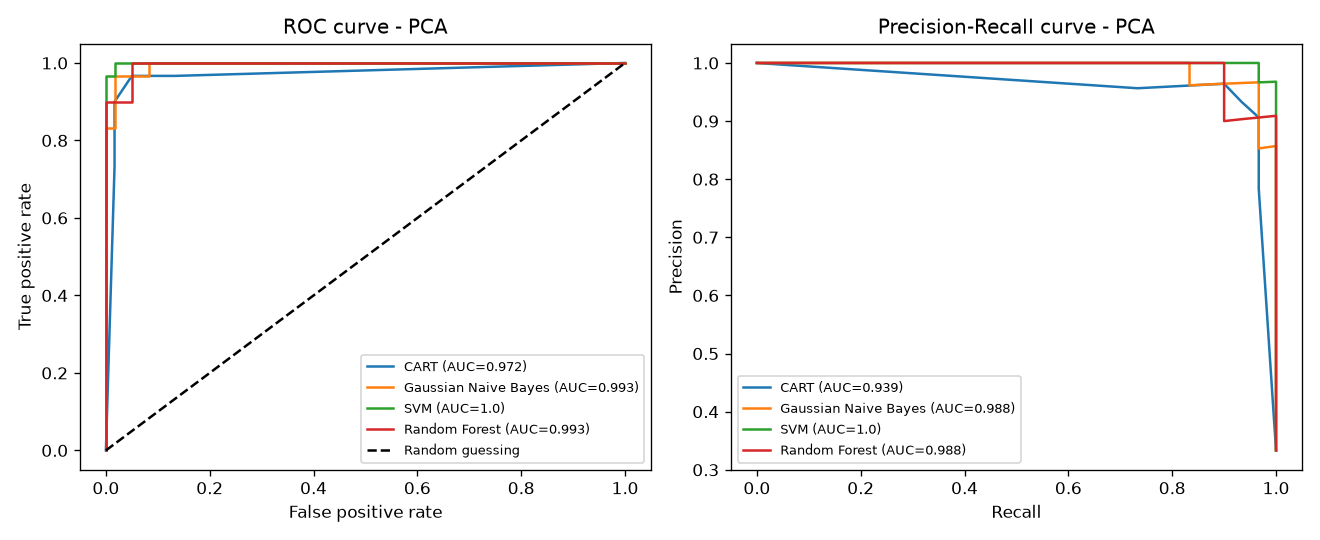 ROC curve - PCA
True positive rate
1.0
0.8
0.6
0.4
0.2
0.0
CART (AUC=0.972)
Gaussian Naive Bayes (AUC=0.993)
SVM (AUC=1.0)
Random Forest (AUC=0.993)
Random guessing
0.0 0.2 0.4 0.6 0.8 1.0
False positive rate
Precision-Recall curve - PCA
Precision
1.0
0.9
0.8
0.7
0.6
0.5
0.4
0.3
CART (AUC=0.939)
Gaussian Naive Bayes (AUC=0.988)
SVM (AUC=1.0)
Random Forest (AUC=0.988)
0.0 0.2 0.4 0.6 0.8 1.0
Recall